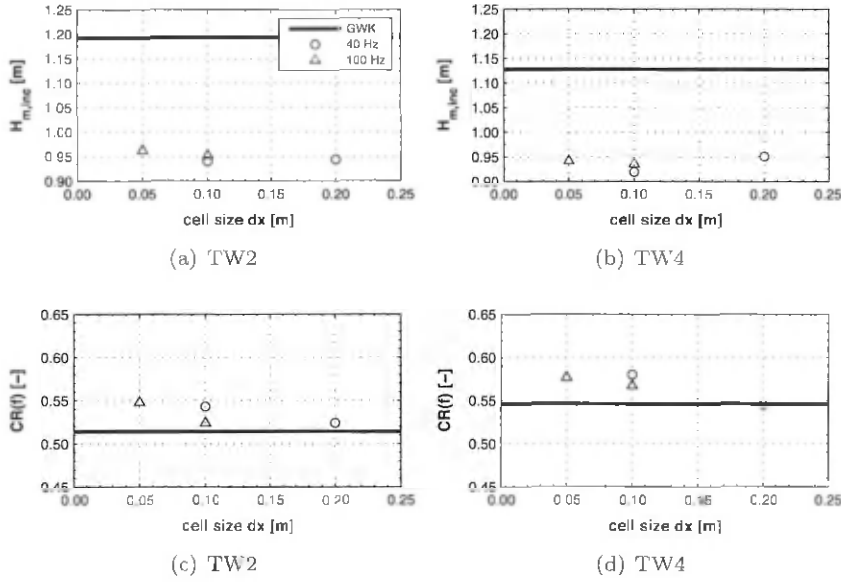 1.25
1.20
1.15
1.10
1.05
1.00
0.95
0.90
H_m,inc [m]
GWK
40 Hz
100 Hz
0.00 0.05 0.10 0.15 0.20 0.25
cell size dx [m]
(a) TW2
1.25
1.20
1.15
1.10
1.05
1.00
0.95
0.90
H_m,inc [m]
0.00 0.05 0.10 0.15 0.20 0.25
cell size dx [m]
(b) TW4
0.65
0.60
0.55
0.50
0.45
CR(f) [−]
0.00 0.05 0.10 0.15 0.20 0.25
cell size dx [m]
(c) TW2
0.65
0.60
0.55
0.50
0.45
CR(f) [−]
0.00 0.05 0.10 0.15 0.20 0.25
cell size dx [m]
(d) TW4